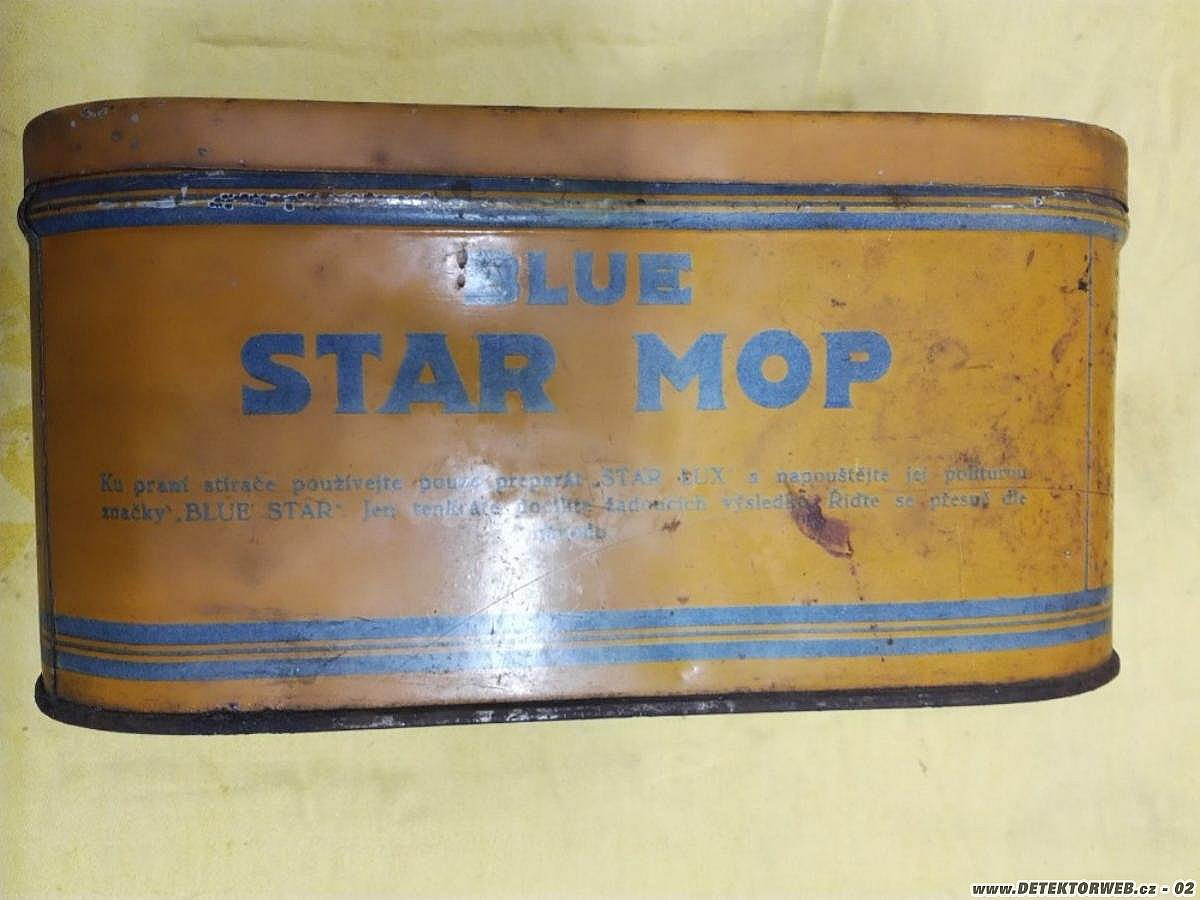 BLUE
STAR MOP
Ku praní stírače používejte pouze preparát „STAR LUX" a napouštějte jej politurou
značky „BLUE STAR". Jen tenkráte docílíte žádoucích výsledků. Řiďte se přesně dle
návodu
www.DETEKTORWEB.cz - 02